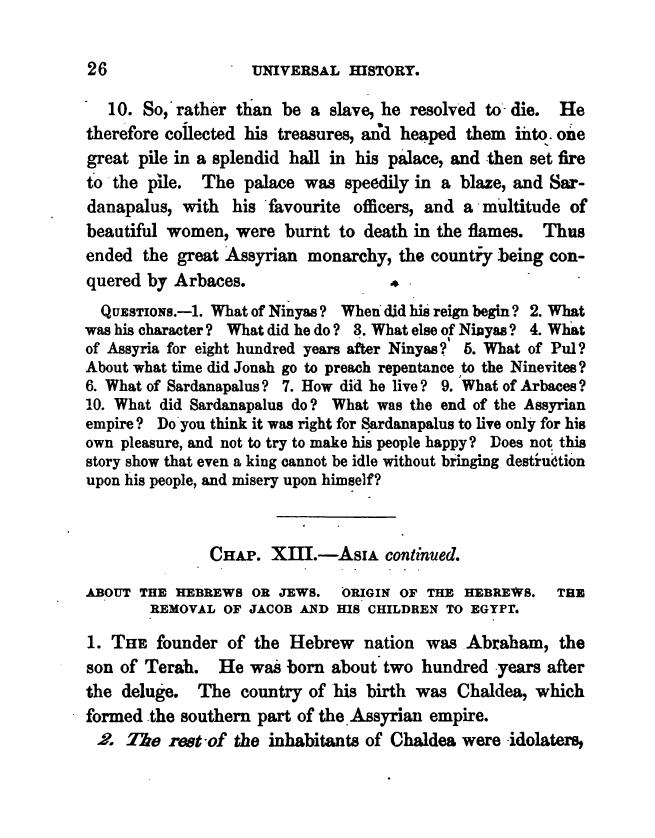 26 UNIVERSAL HISTORY.
10. So, rather than be a slave, he resolved to die. He
therefore collected his treasures, and heaped them into one
great pile in a splendid hall in his palace, and then set fire
to the pile. The palace was speedily in a blaze, and Sar-
danapalus, with his favourite officers, and a multitude of
beautiful women, were burnt to death in the flames. Thus
ended the great Assyrian monarchy, the country being con-
quered by Arbaces.
QUESTIONS.—1. What of Ninyas? When did his reign begin? 2. What
was his character? What did he do? 3. What else of Ninyas? 4. What
of Assyria for eight hundred years after Ninyas? 5. What of Pul?
About what time did Jonah go to preach repentance to the Ninevites?
6. What of Sardanapalus? 7. How did he live? 9. What of Arbaces?
10. What did Sardanapalus do? What was the end of the Assyrian
empire? Do you think it was right for Sardanapalus to live only for his
own pleasure, and not to try to make his people happy? Does not this
story show that even a king cannot be idle without bringing destruction
upon his people, and misery upon himself?
CHAP. XIII.—ASIA continued.
ABOUT THE HEBREWS OR JEWS. ORIGIN OF THE HEBREWS. THE
REMOVAL OF JACOB AND HIS CHILDREN TO EGYPT.
1. THE founder of the Hebrew nation was Abraham, the
son of Terah. He was born about two hundred years after
the deluge. The country of his birth was Chaldea, which
formed the southern part of the Assyrian empire.
2. The rest of the inhabitants of Chaldea were idolaters,